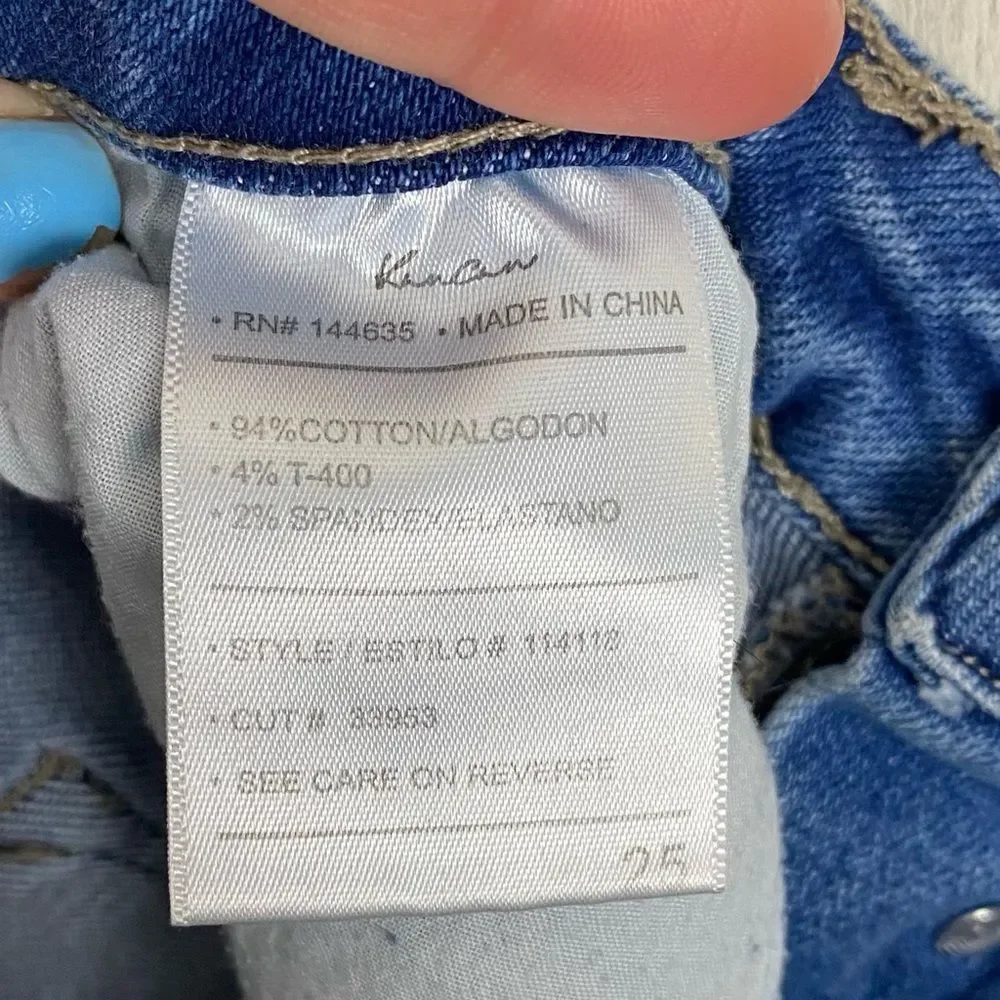 KanCan
• RN# 144635 • MADE IN CHINA
• 94%COTTON/ALGODON
• 4% T-400
• 2% SPANDEX/ELASTANO
• STYLE / ESTILO # 114112
• CUT # 33953
• SEE CARE ON REVERSE
25